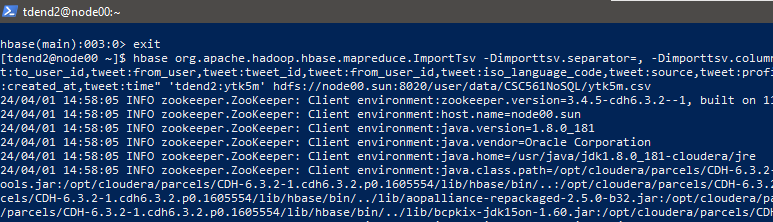 tdend2@node00:~
hbase(main):003:0> exit
[tdend2@node00 ~]$ hbase org.apache.hadoop.hbase.mapreduce.ImportTsv -Dimporttsv.separator=, -Dimporttsv.column
t:to_user_id,tweet:from_user,tweet:tweet_id,tweet:from_user_id,tweet:iso_language_code,tweet:source,tweet:profi
:created_at,tweet:time" 'tdend2:ytk5m' hdfs://node00.sun:8020/user/data/CSC561NoSQL/ytk5m.csv
24/04/01 14:58:05 INFO zookeeper.ZooKeeper: Client environment:zookeeper.version=3.4.5-cdh6.3.2--1, built on 11
24/04/01 14:58:05 INFO zookeeper.ZooKeeper: Client environment:host.name=node00.sun
24/04/01 14:58:05 INFO zookeeper.ZooKeeper: Client environment:java.version=1.8.0_181
24/04/01 14:58:05 INFO zookeeper.ZooKeeper: Client environment:java.vendor=Oracle Corporation
24/04/01 14:58:05 INFO zookeeper.ZooKeeper: Client environment:java.home=/usr/java/jdk1.8.0_181-cloudera/jre
24/04/01 14:58:05 INFO zookeeper.ZooKeeper: Client environment:java.class.path=/opt/cloudera/parcels/CDH-6.3.2-
ools.jar:/opt/cloudera/parcels/CDH-6.3.2-1.cdh6.3.2.p0.1605554/lib/hbase/bin/..:/opt/cloudera/parcels/CDH-6.3.2
/lib/hbase/bin/../lib/aopalliance-repackaged-2.5.0-b32.jar:/opt/cloudera/parcels/CDH-6.3.2-1.cdh6.3.2.p0.160555
/parcels/CDH-6.3.2-1.cdh6.3.2.p0.1605554/lib/hbase/bin/../lib/bcpkix-jdk15on-1.60.jar:/opt/cloudera/parcels/CDH